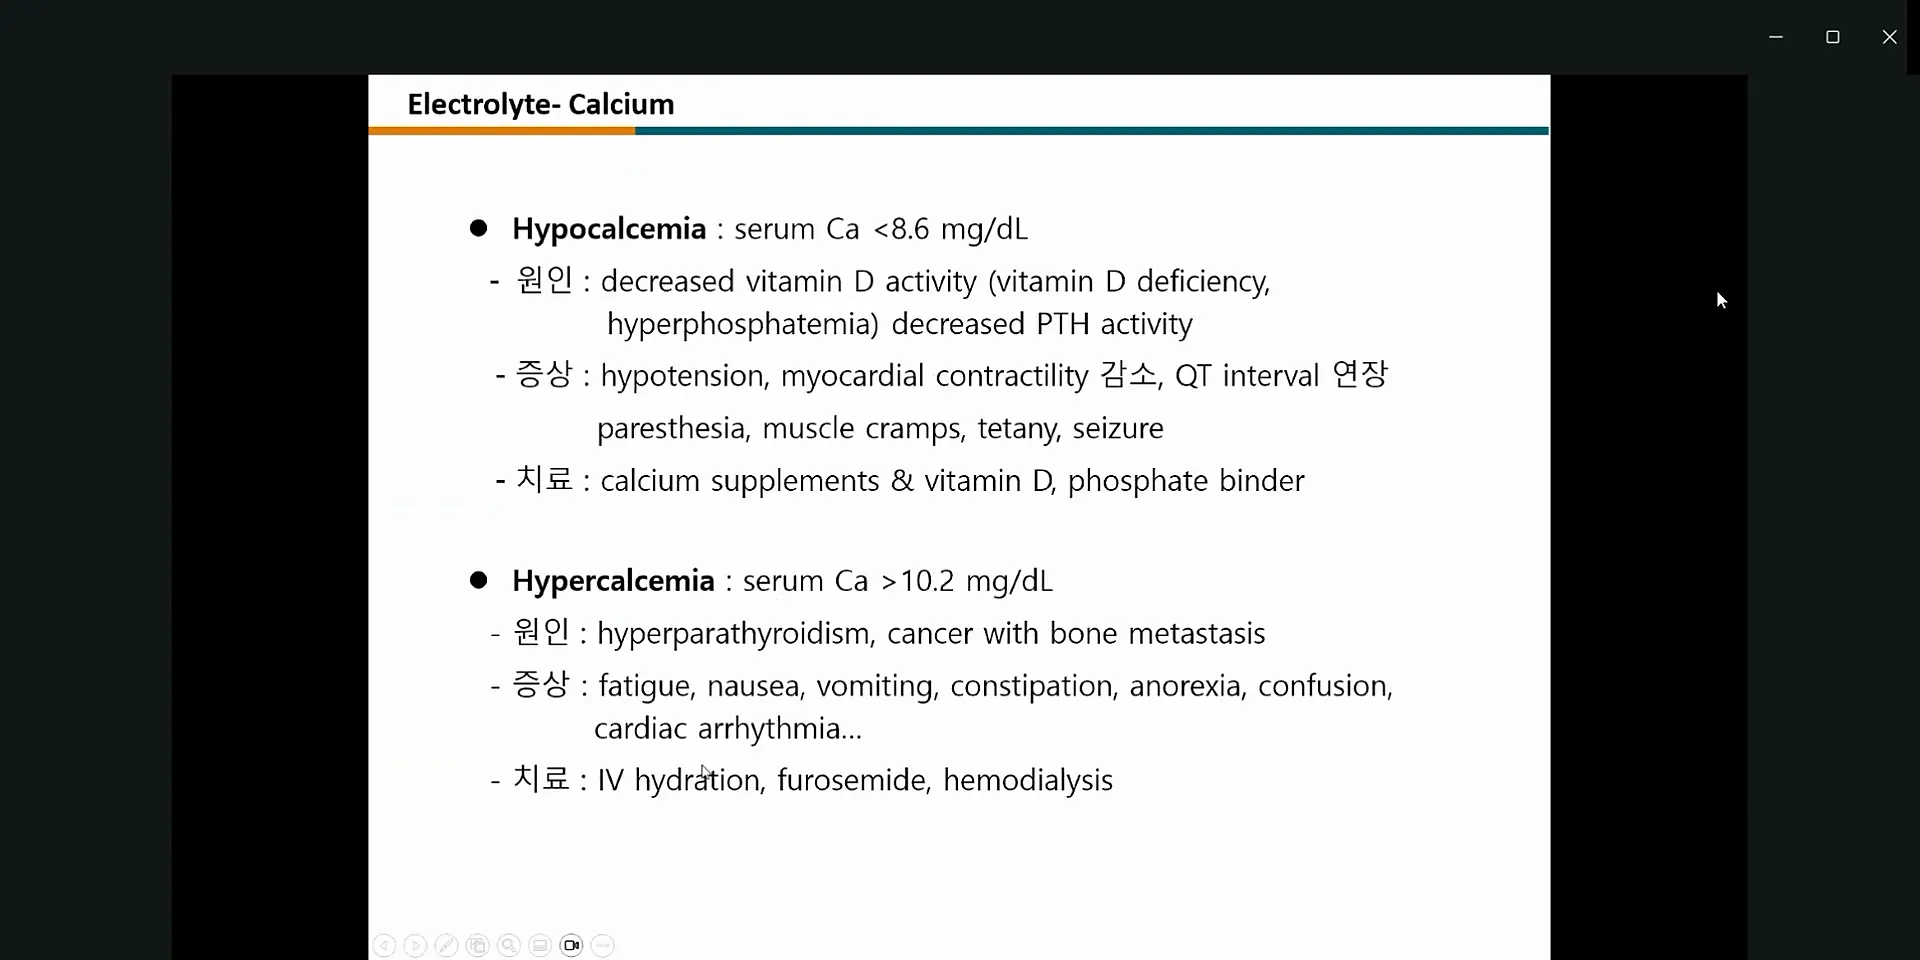 Electrolyte- Calcium
● Hypocalcemia : serum Ca <8.6 mg/dL
- 원인 : decreased vitamin D activity (vitamin D deficiency,
hyperphosphatemia) decreased PTH activity
- 증상 : hypotension, myocardial contractility 감소, QT interval 연장
paresthesia, muscle cramps, tetany, seizure
- 치료 : calcium supplements & vitamin D, phosphate binder
● Hypercalcemia : serum Ca >10.2 mg/dL
- 원인 : hyperparathyroidism, cancer with bone metastasis
- 증상 : fatigue, nausea, vomiting, constipation, anorexia, confusion,
cardiac arrhythmia...
- 치료 : IV hydration, furosemide, hemodialysis